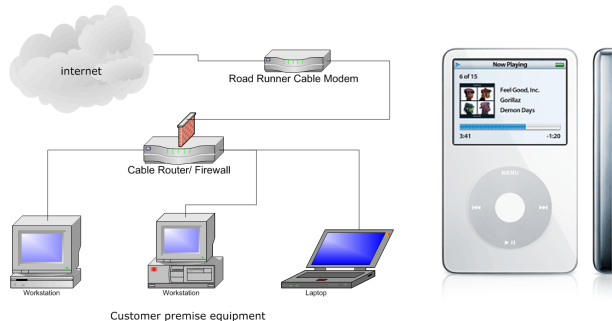 internet
Road Runner Cable Modem
Cable Router/ Firewall
Workstation
Workstation
Laptop
Customer premise equipment
Now Playing
6 of 15
Feel Good, Inc.
Gorillaz
Demon Days
3:41
-1:20
MENU